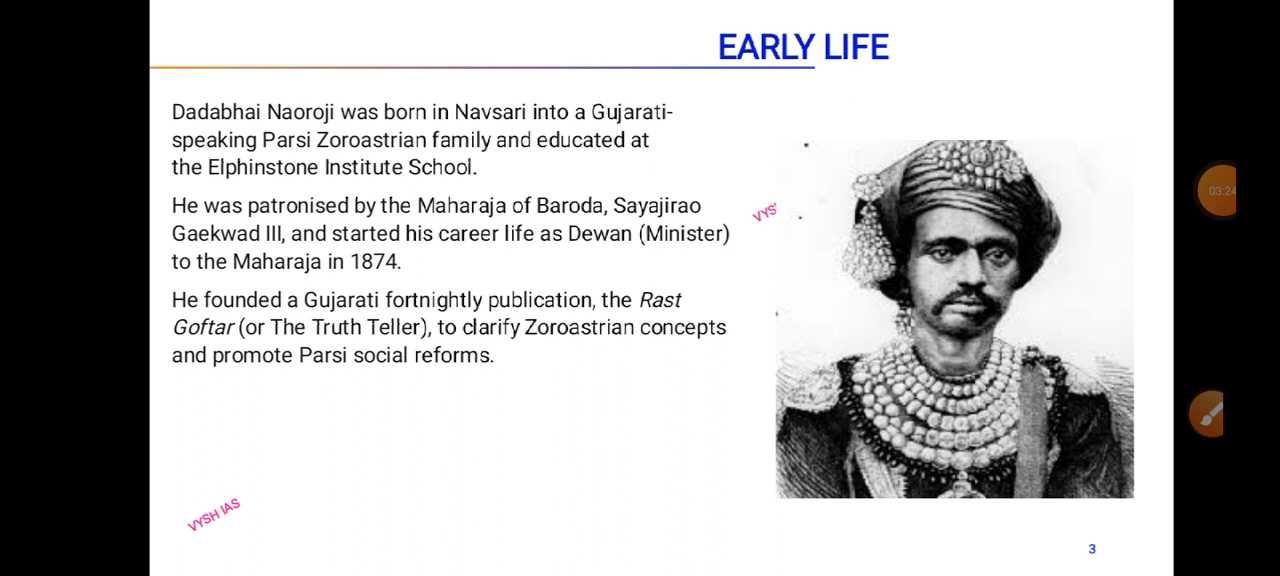 EARLY LIFE
Dadabhai Naoroji was born in Navsari into a Gujarati-
speaking Parsi Zoroastrian family and educated at
the Elphinstone Institute School.
He was patronised by the Maharaja of Baroda, Sayajirao
Gaekwad III, and started his career life as Dewan (Minister)
to the Maharaja in 1874.
He founded a Gujarati fortnightly publication, the Rast
Goftar (or The Truth Teller), to clarify Zoroastrian concepts
and promote Parsi social reforms.
VYS'
03:24
VYSH IAS
3